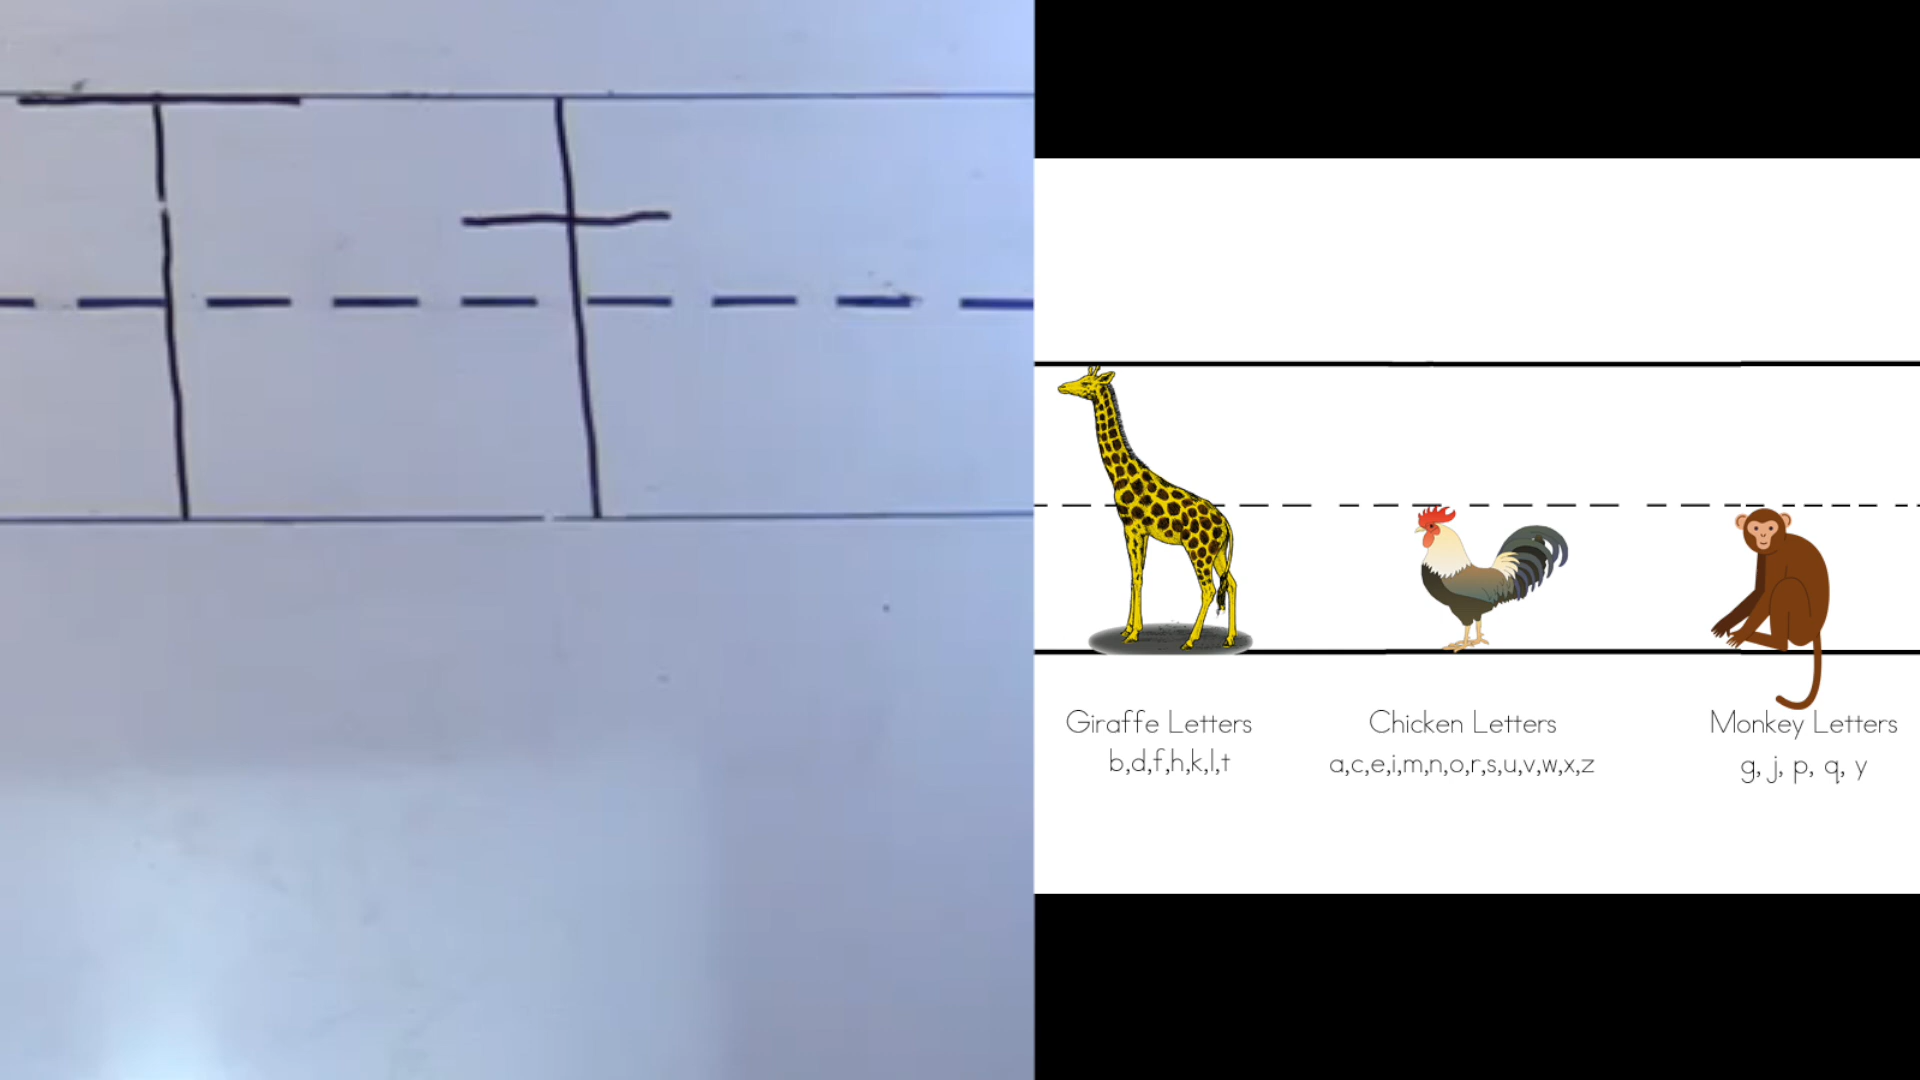 T t
Giraffe Letters
b,d,f,h,k,l,t
Chicken Letters
a,c,e,i,m,n,o,r,s,u,v,w,x,z
Monkey Letters
g, j, p, q, y